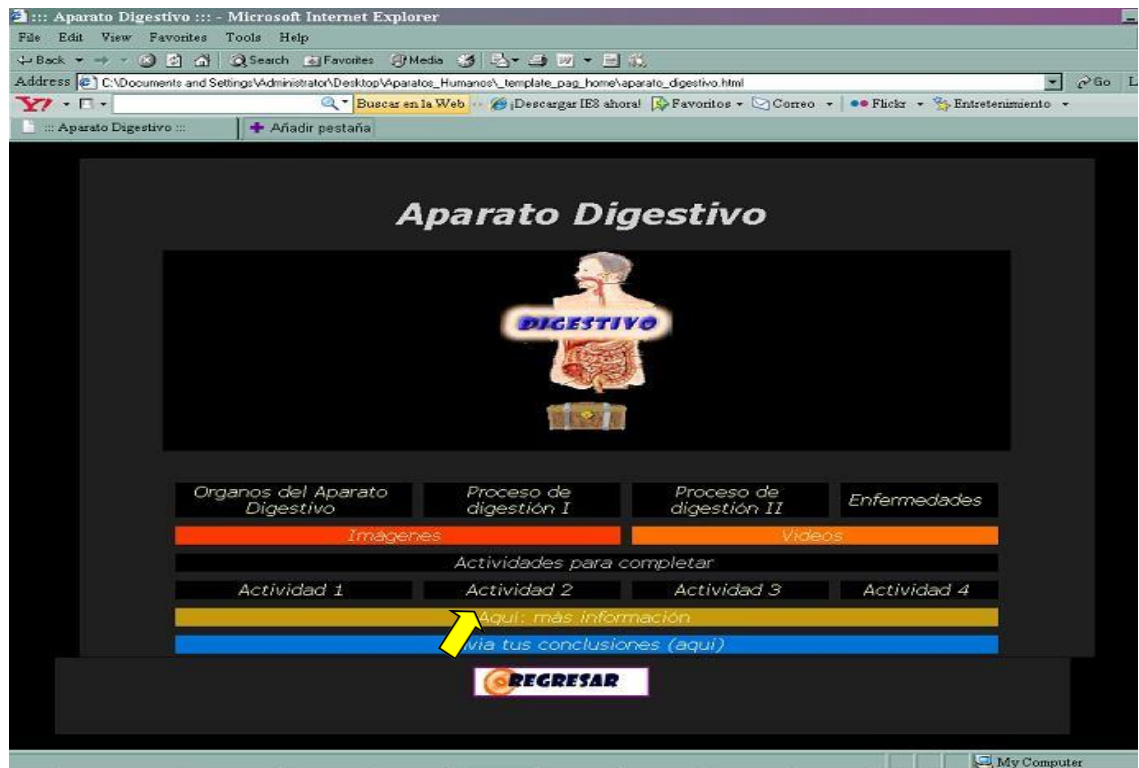 ::: Aparato Digestivo ::: - Microsoft Internet Explorer
File Edit View Favorites Tools Help
Back Search Favorites Media
Address C:\Documents and Settings\Administrator\Desktop\Aparatos_Humanos\_template_pag_home\aparato_digestivo.html Go L
Y! Buscar en la Web ¡Descargar IE8 ahora! Favoritos Correo Flickr Entretenimiento
::: Aparato Digestivo ::: Añadir pestaña
Aparato Digestivo
DIGESTIVO
Organos del Aparato Digestivo
Proceso de digestión I
Proceso de digestión II
Enfermedades
Imágenes Videos
Actividades para completar
Actividad 1 Actividad 2 Actividad 3 Actividad 4
Aquí: más información
vía tus conclusiones (aquí)
REGRESAR
My Computer